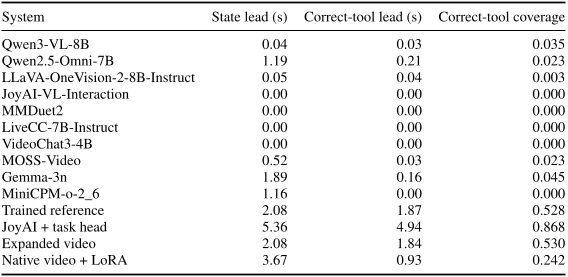 System State lead (s) Correct-tool lead (s) Correct-tool coverage
Qwen3-VL-8B 0.04 0.03 0.035
Qwen2.5-Omni-7B 1.19 0.21 0.023
LLaVA-OneVision-2-8B-Instruct 0.05 0.04 0.003
JoyAI-VL-Interaction 0.00 0.00 0.000
MMDuet2 0.00 0.00 0.000
LiveCC-7B-Instruct 0.00 0.00 0.000
VideoChat3-4B 0.00 0.00 0.000
MOSS-Video 0.52 0.03 0.023
Gemma-3n 1.89 0.16 0.045
MiniCPM-o-2_6 1.16 0.00 0.000
Trained reference 2.08 1.87 0.528
JoyAI + task head 5.36 4.94 0.868
Expanded video 2.08 1.84 0.530
Native video + LoRA 3.67 0.93 0.242